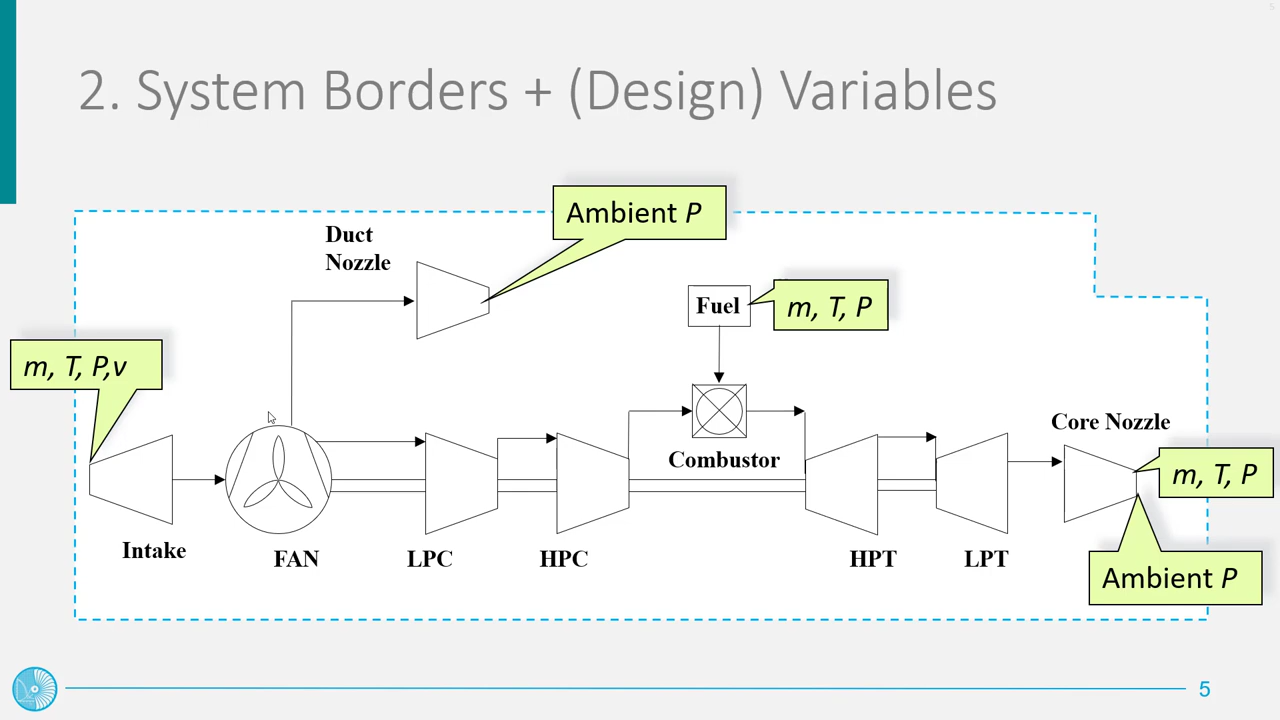 2. System Borders + (Design) Variables
Ambient P
Duct
Nozzle
Fuel
m, T, P
m, T, P,v
Core Nozzle
Combustor
m, T, P
Intake
FAN
LPC
HPC
HPT
LPT
Ambient P
5